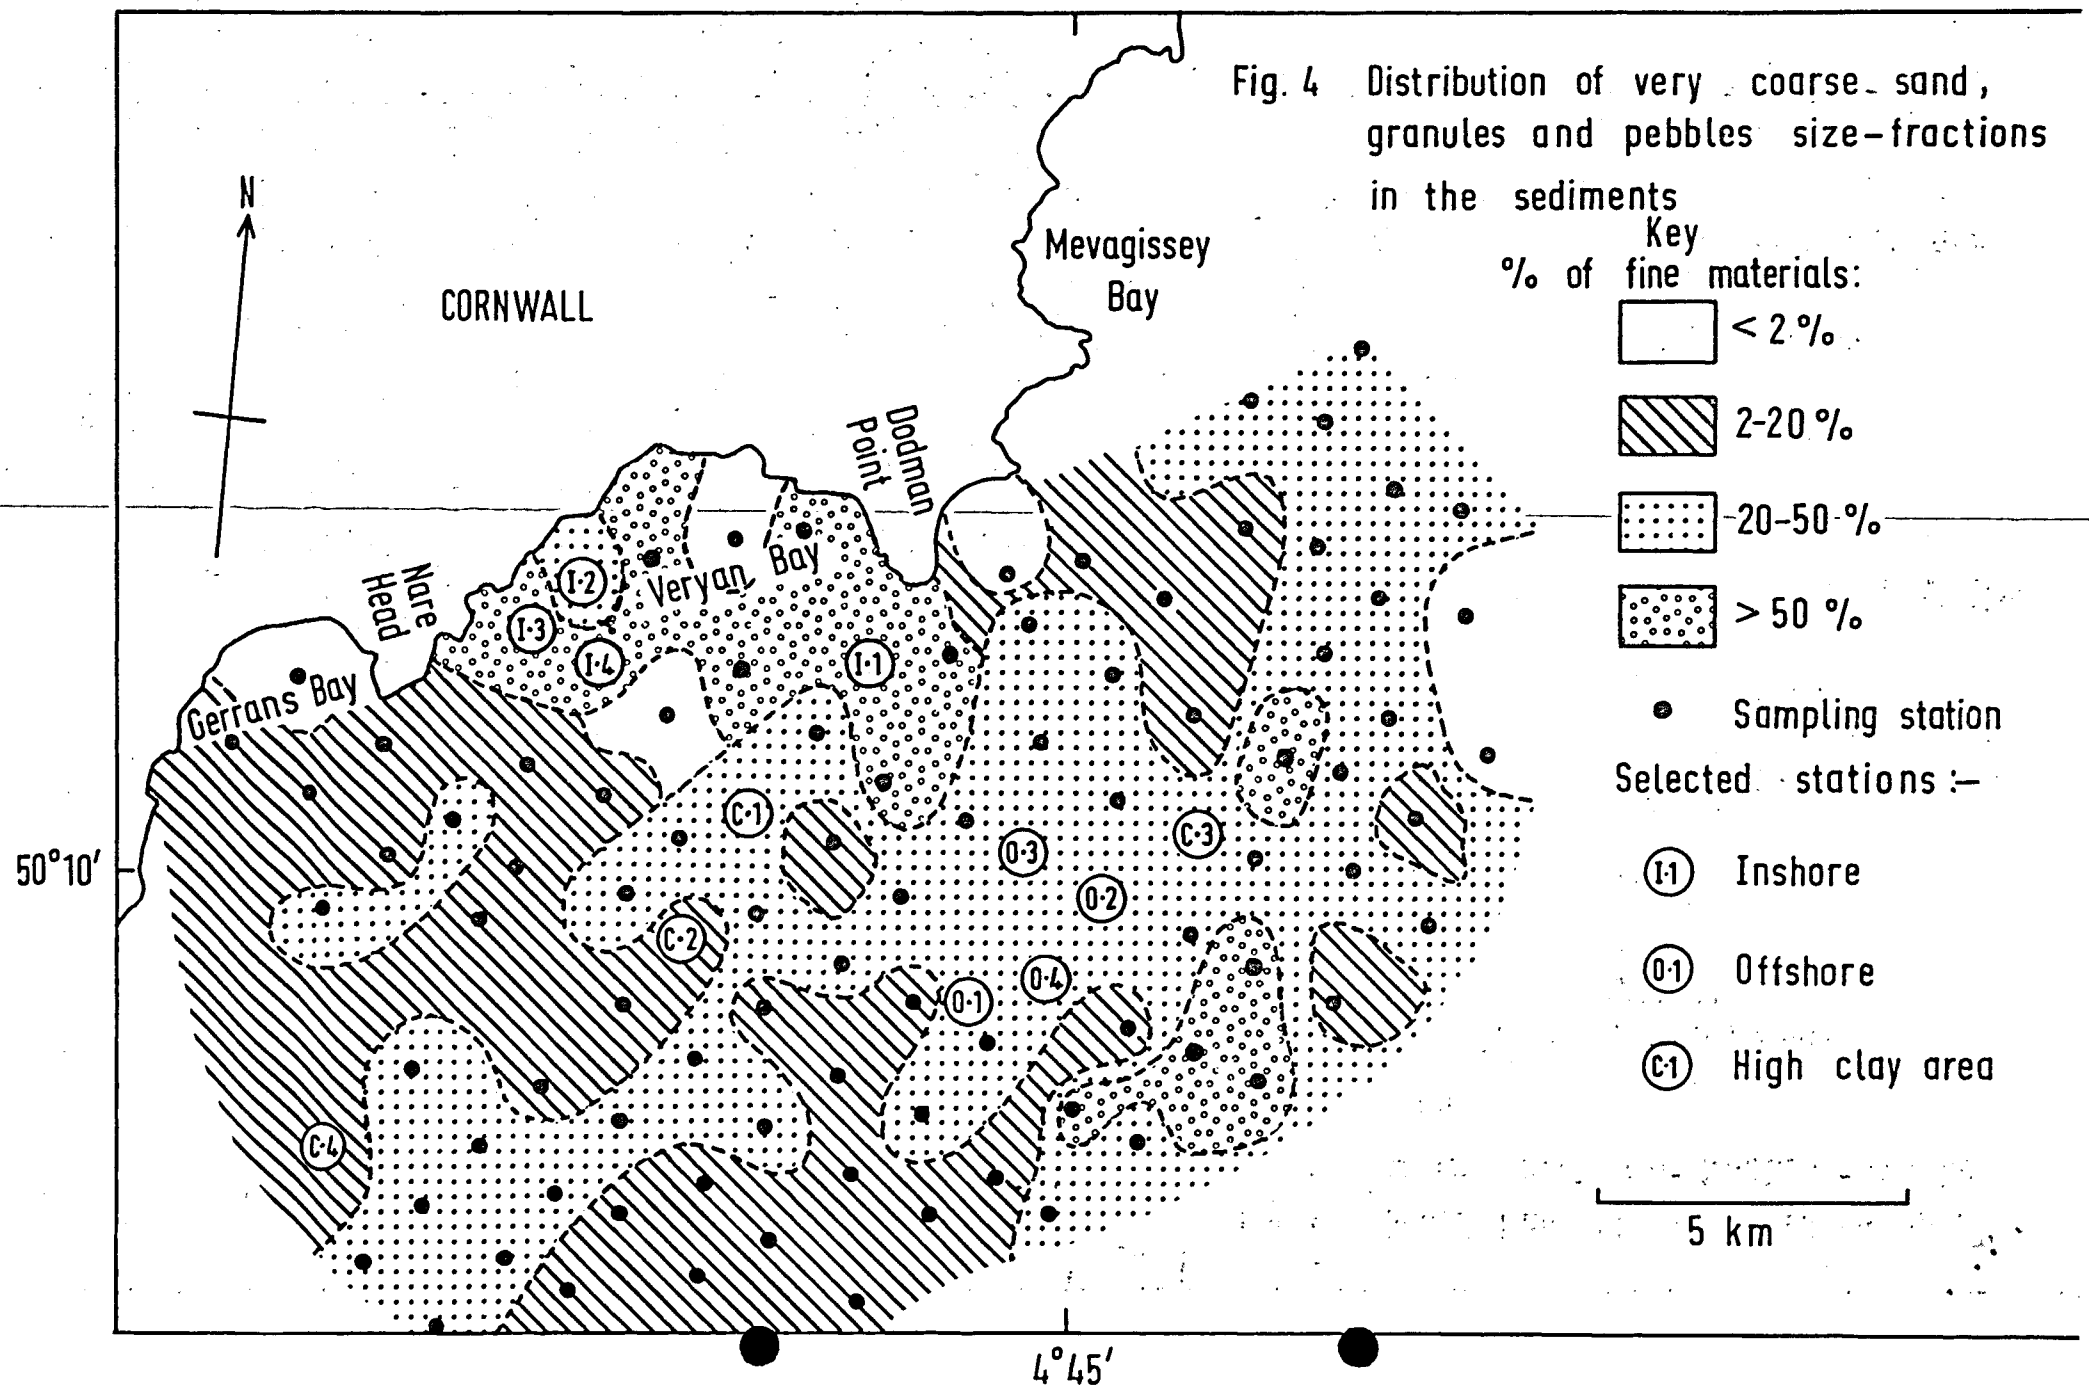 Fig. 4 Distribution of very coarse sand,
granules and pebbles size-fractions
in the sediments
Key
% of fine materials:
< 2 %
2-20 %
20-50 %
> 50 %
Sampling station
Selected stations :-
I·1 Inshore
O·1 Offshore
C·1 High clay area
5 km
N
CORNWALL
Mevagissey
Bay
Dodman
Point
Nare
Head
Veryan Bay
Gerrans Bay
I·2
I·3
I·4
I·1
C·1
C·3
O·3
O·2
C·2
O·4
O·1
C·4
50°10'
4°45'